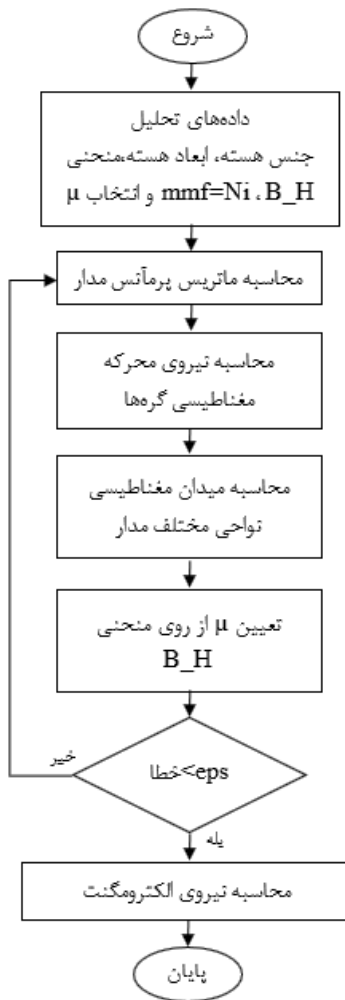 شروع
داده‌های تحلیل
جنس هسته، ابعاد هسته،منحنی
B_H ، mmf=Ni و انتخاب μ
محاسبه ماتریس پرمآنس مدار
محاسبه نیروی محرکه
مغناطیسی گره‌ها
محاسبه میدان مغناطیسی
نواحی مختلف مدار
تعیین μ از روی منحنی
B_H
خطا<eps
خیر
بله
محاسبه نیروی الکترومگنت
پایان